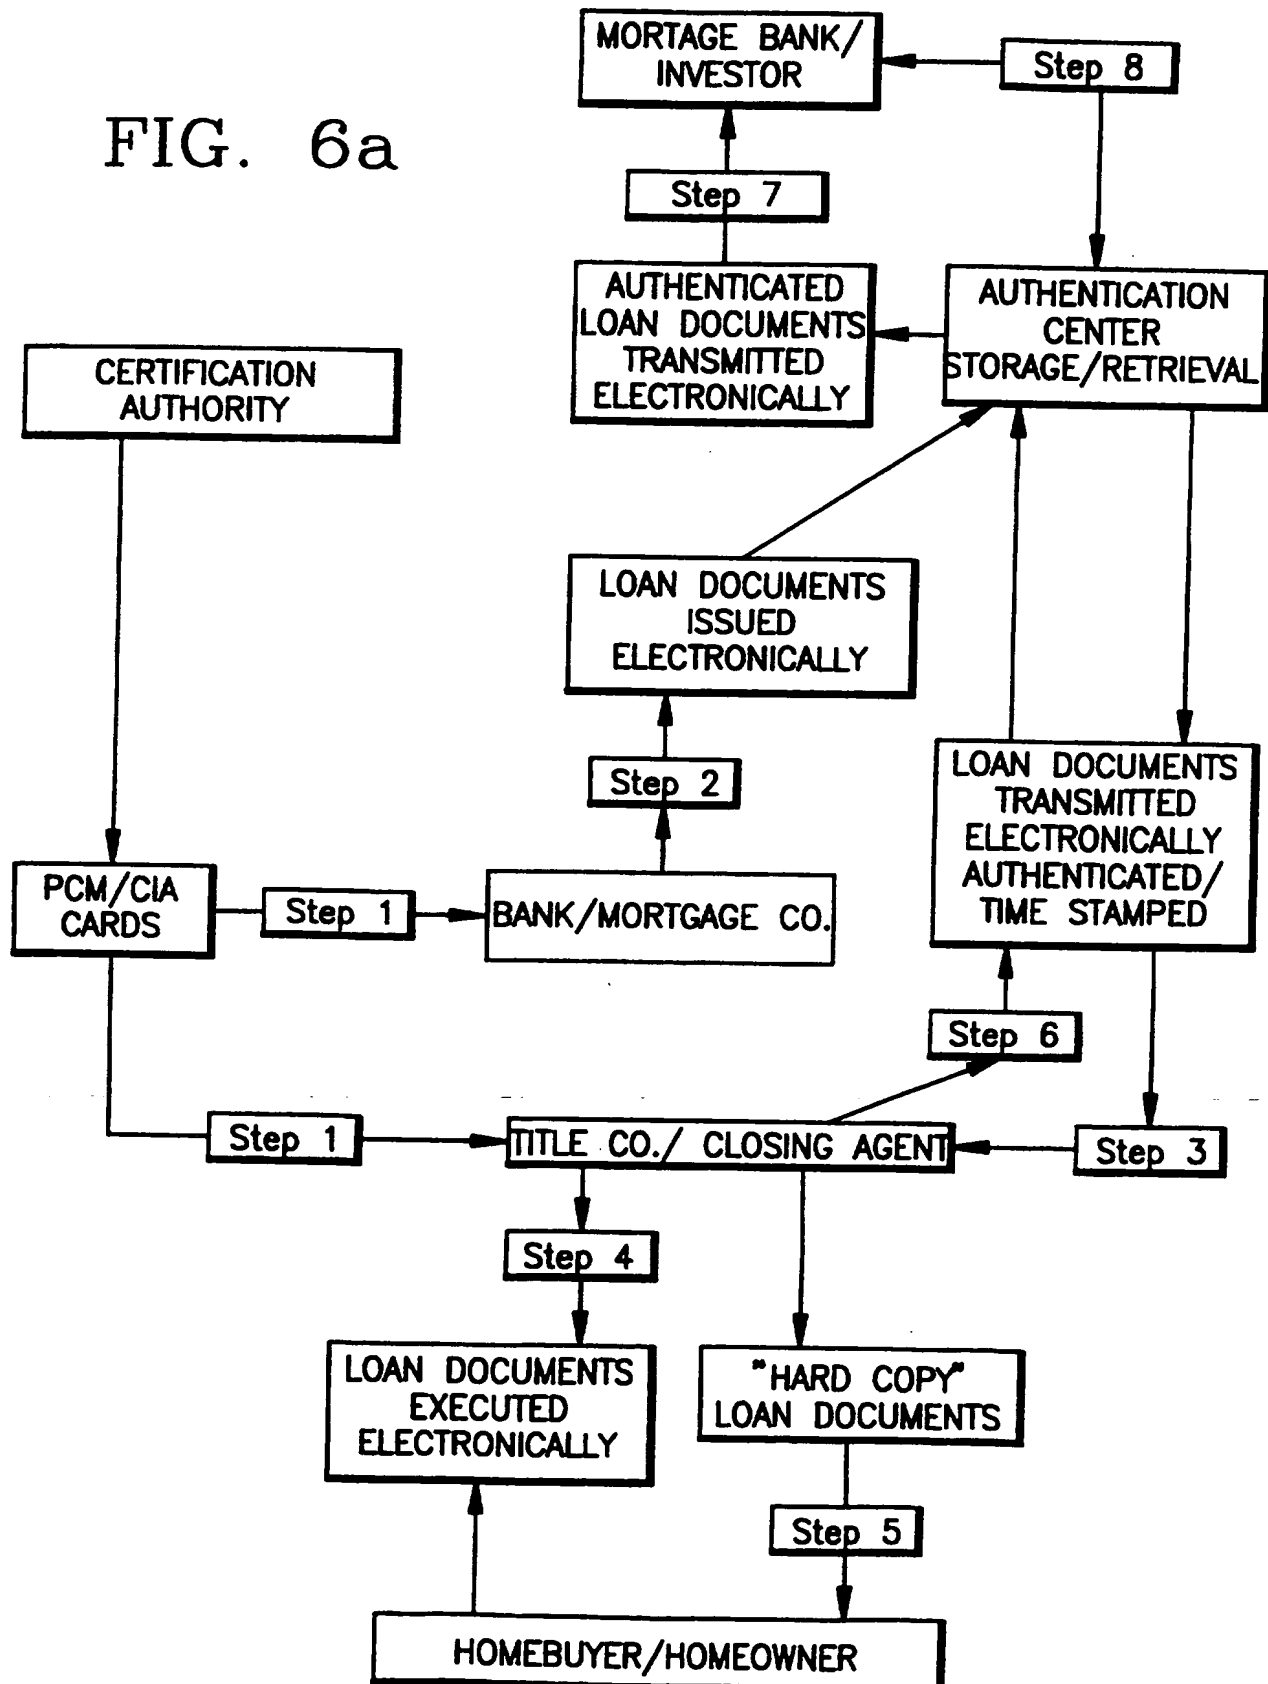 MORTAGE BANK/
INVESTOR
Step 8
FIG. 6a
Step 7
AUTHENTICATED
LOAN DOCUMENTS
TRANSMITTED
ELECTRONICALLY
AUTHENTICATION
CENTER
STORAGE/RETRIEVAL
CERTIFICATION
AUTHORITY
LOAN DOCUMENTS
ISSUED
ELECTRONICALLY
Step 2
LOAN DOCUMENTS
TRANSMITTED
ELECTRONICALLY
AUTHENTICATED/
TIME STAMPED
PCM/CIA
CARDS
Step 1
BANK/MORTGAGE CO.
Step 6
Step 1
TITLE CO./ CLOSING AGENT
Step 3
Step 4
LOAN DOCUMENTS
EXECUTED
ELECTRONICALLY
"HARD COPY"
LOAN DOCUMENTS
Step 5
HOMEBUYER/HOMEOWNER